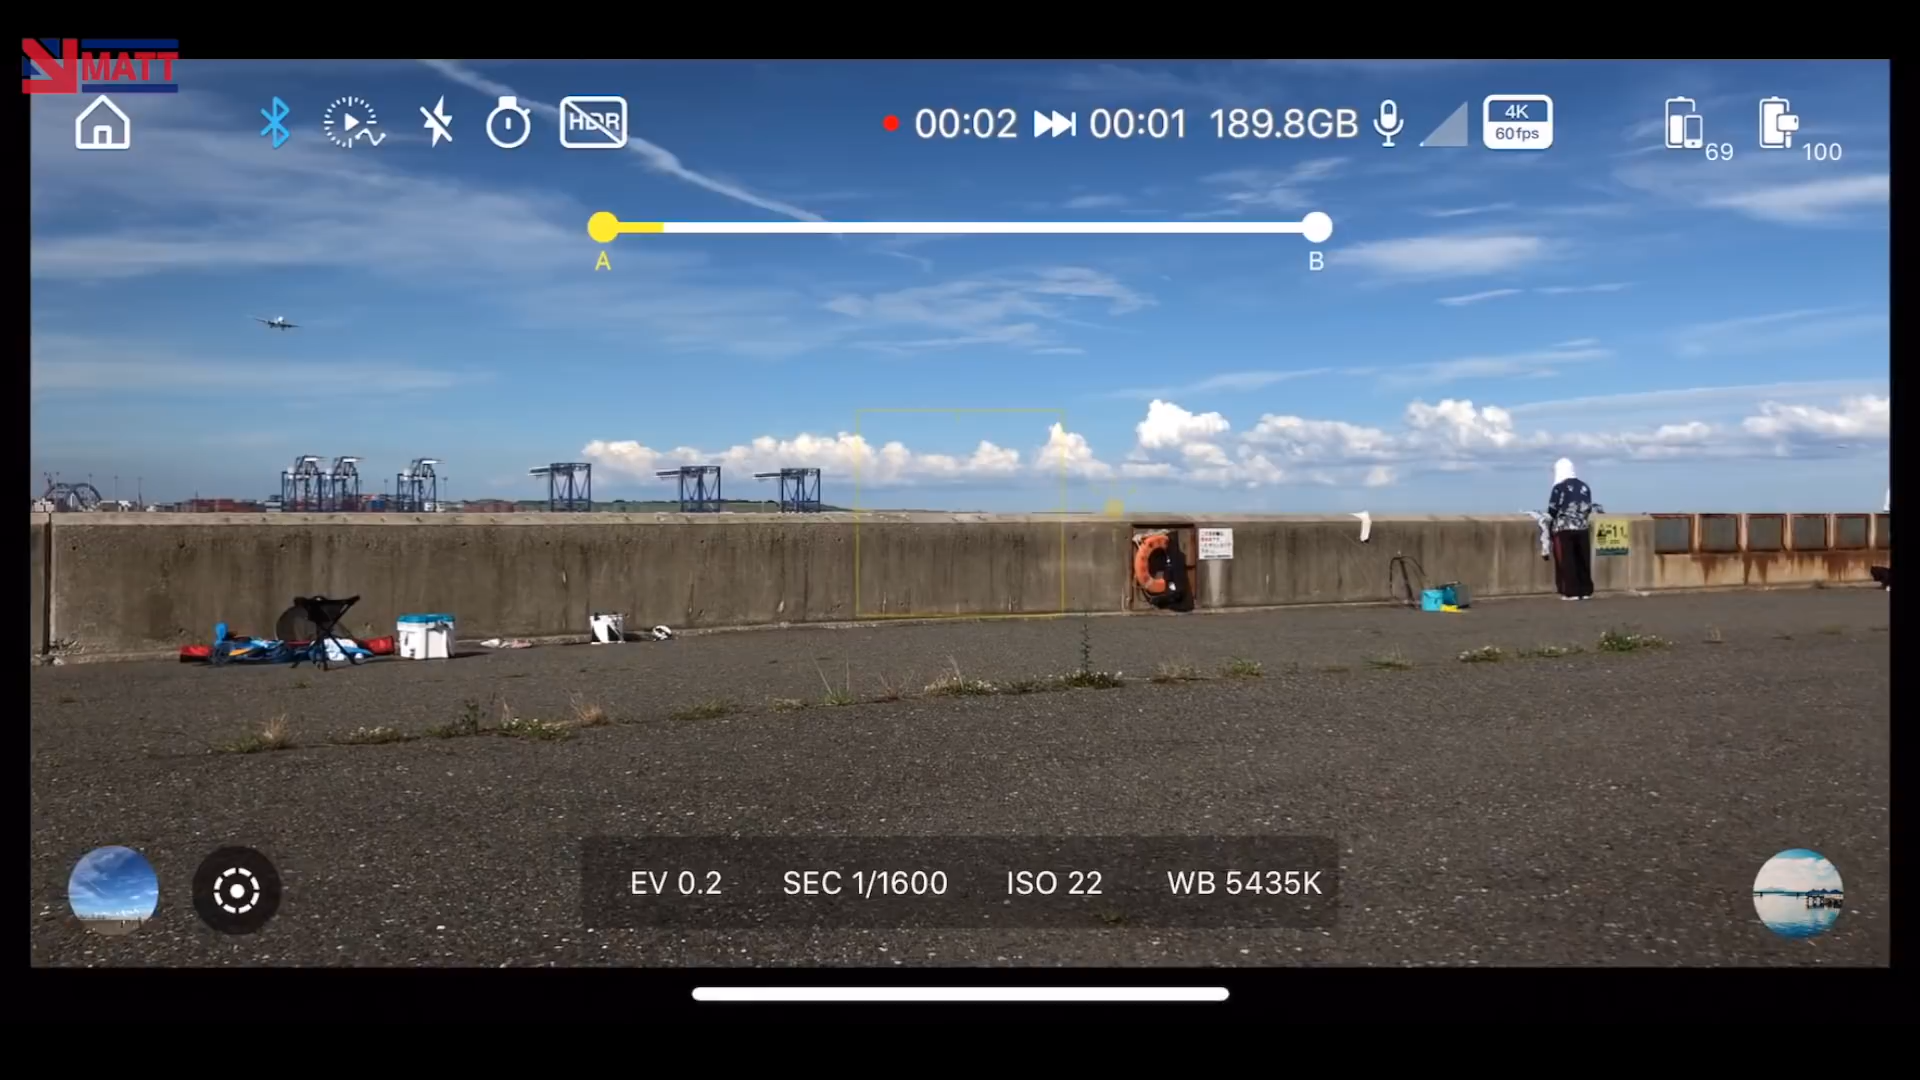 MATT
HDR
00:02
00:01
189.8GB
4K
60fps
69
100
A
B
EV 0.2
SEC 1/1600
ISO 22
WB 5435K